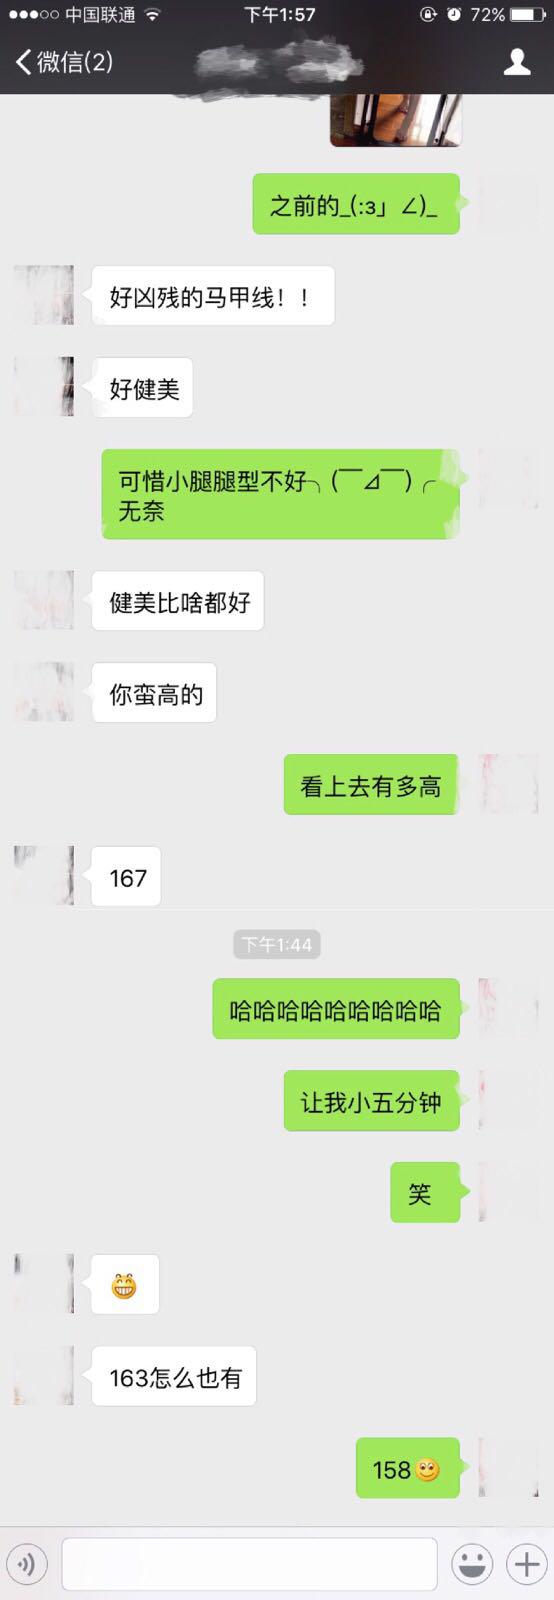 中国联通
下午1:57
72%
微信(2)
之前的_(:з」∠)_
好凶残的马甲线！！
好健美
可惜小腿腿型不好╮(￣⊿￣)╭
无奈
健美比啥都好
你蛮高的
看上去有多高
167
下午1:44
哈哈哈哈哈哈哈哈哈
让我小五分钟
笑
163怎么也有
158